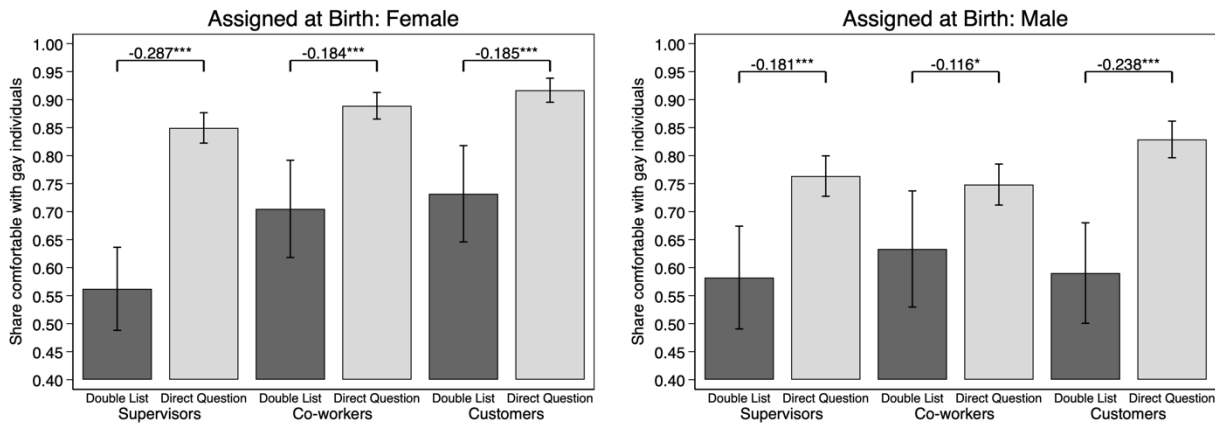 Assigned at Birth: Female
Share comfortable with gay individuals
1.00
0.95
0.90
0.85
0.80
0.75
0.70
0.65
0.60
0.55
0.50
0.45
0.40
-0.287*** -0.184*** -0.185***
Double List Direct Question Double List Direct Question Double List Direct Question
Supervisors Co-workers Customers
Assigned at Birth: Male
Share comfortable with gay individuals
1.00
0.95
0.90
0.85
0.80
0.75
0.70
0.65
0.60
0.55
0.50
0.45
0.40
-0.181*** -0.116* -0.238***
Double List Direct Question Double List Direct Question Double List Direct Question
Supervisors Co-workers Customers